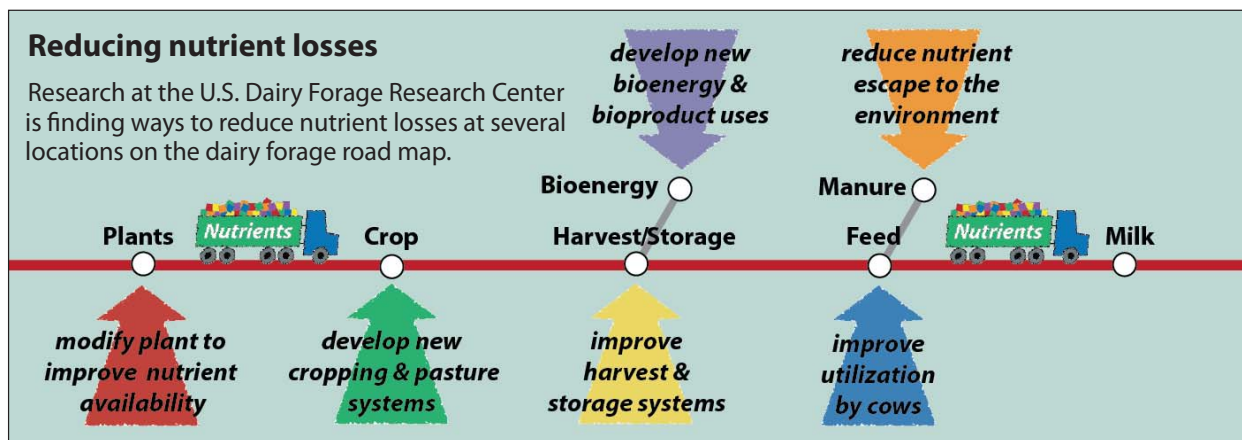 Reducing nutrient losses
Research at the U.S. Dairy Forage Research Center
is finding ways to reduce nutrient losses at several
locations on the dairy forage road map.
develop new
bioenergy &
bioproduct uses
reduce nutrient
escape to the
environment
Bioenergy
Manure
Plants
Nutrients
Crop
Harvest/Storage
Feed
Nutrients
Milk
modify plant to
improve nutrient
availability
develop new
cropping & pasture
systems
improve
harvest &
storage systems
improve
utilization
by cows